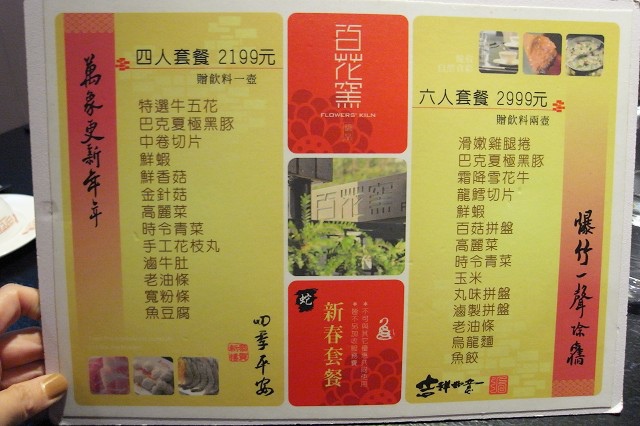 萬象更新年年
四人套餐 2199元
贈飲料一壺
特選牛五花
巴克夏極黑豚
中卷切片
鮮蝦
鮮香菇
金針菇
高麗菜
時令青菜
手工花枝丸
滷牛肚
老油條
寬粉條
魚豆腐
四季平安
百花窯
FLOWERS' KILN
百花窯
蛇
新春套餐
六人套餐 2999元
贈飲料兩壺
滑嫩雞腿捲
巴克夏極黑豚
霜降雪花牛
龍鱈切片
鮮蝦
百菇拼盤
高麗菜
時令青菜
玉米
丸味拼盤
滷製拼盤
老油條
烏龍麵
魚餃
爆竹一聲除舊
吉祥如意